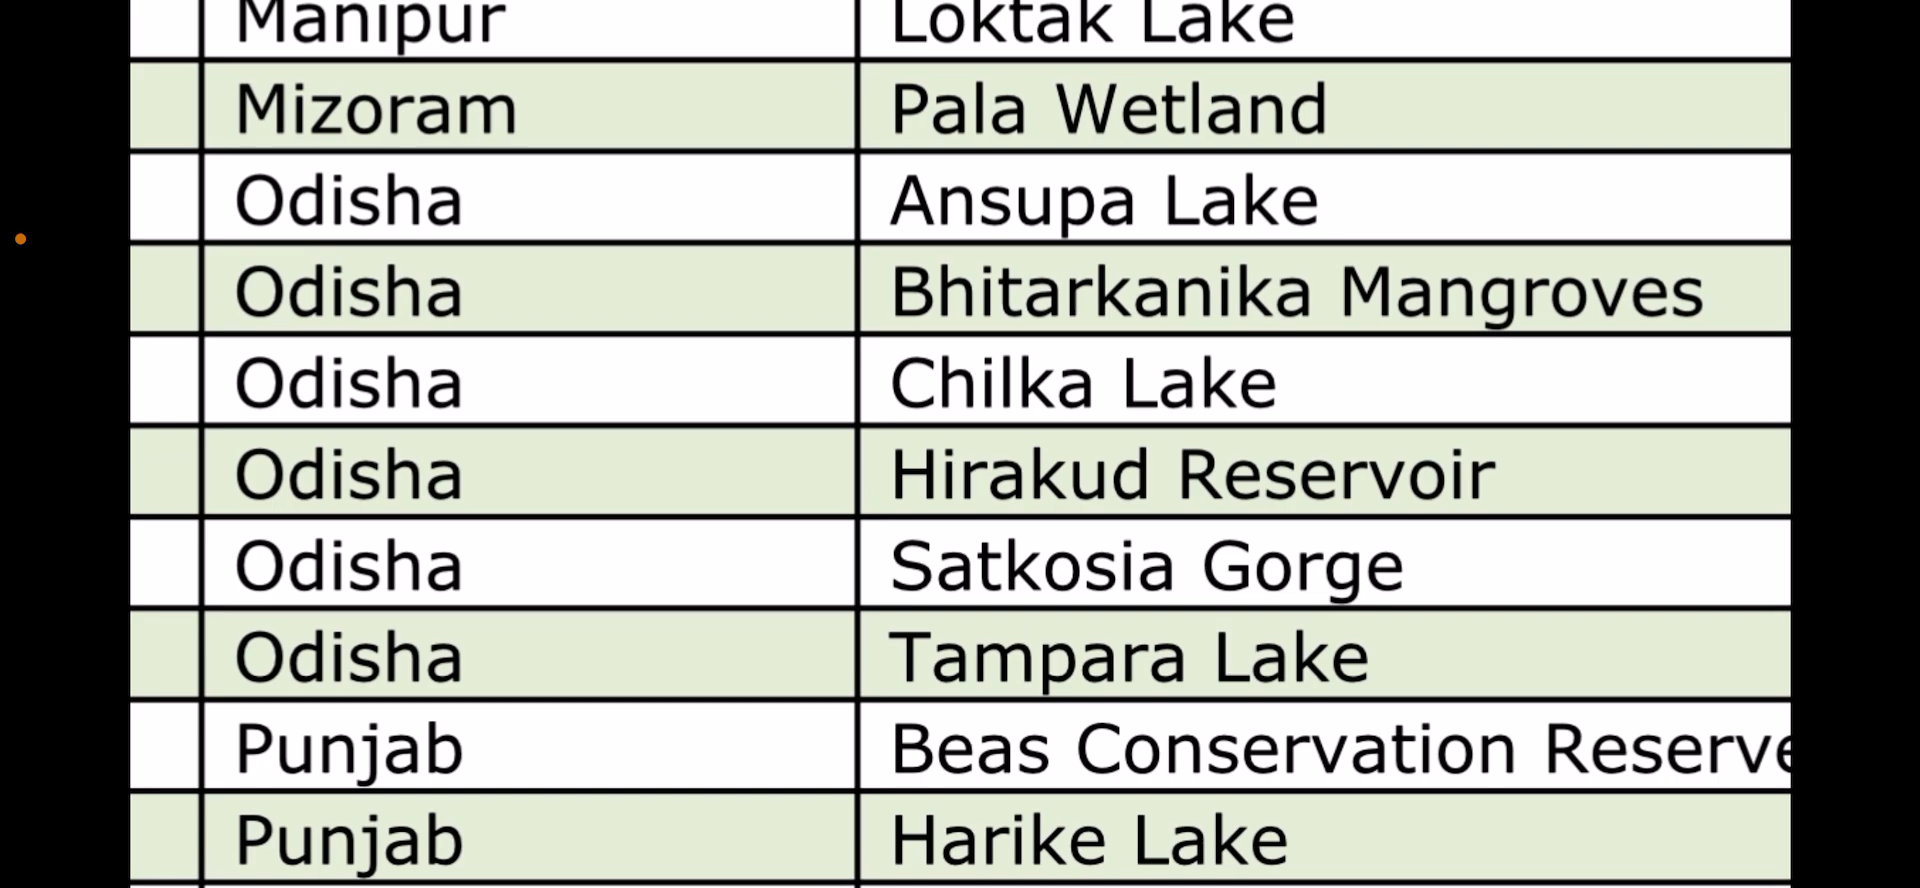 Manipur Loktak Lake
Mizoram Pala Wetland
Odisha Ansupa Lake
Odisha Bhitarkanika Mangroves
Odisha Chilka Lake
Odisha Hirakud Reservoir
Odisha Satkosia Gorge
Odisha Tampara Lake
Punjab Beas Conservation Reserve
Punjab Harike Lake